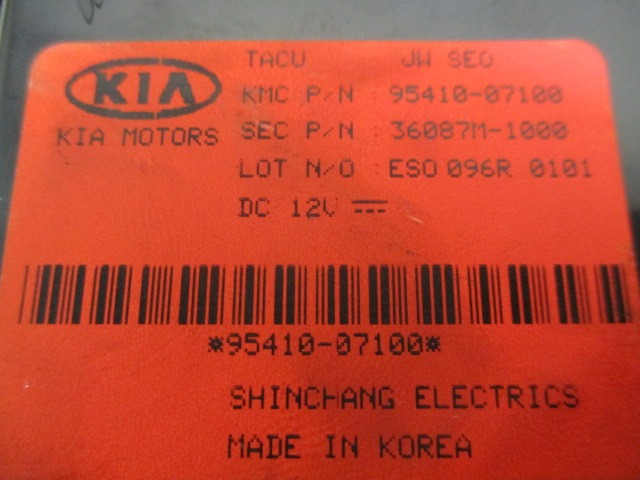 TACU JW SEO
KIA
KMC P/N : 95410-07100
KIA MOTORS
SEC P/N : 36087M-1000
LOT N/O : ESO 096R 0101
DC 12V
*95410-07100*
SHINCHANG ELECTRICS
MADE IN KOREA